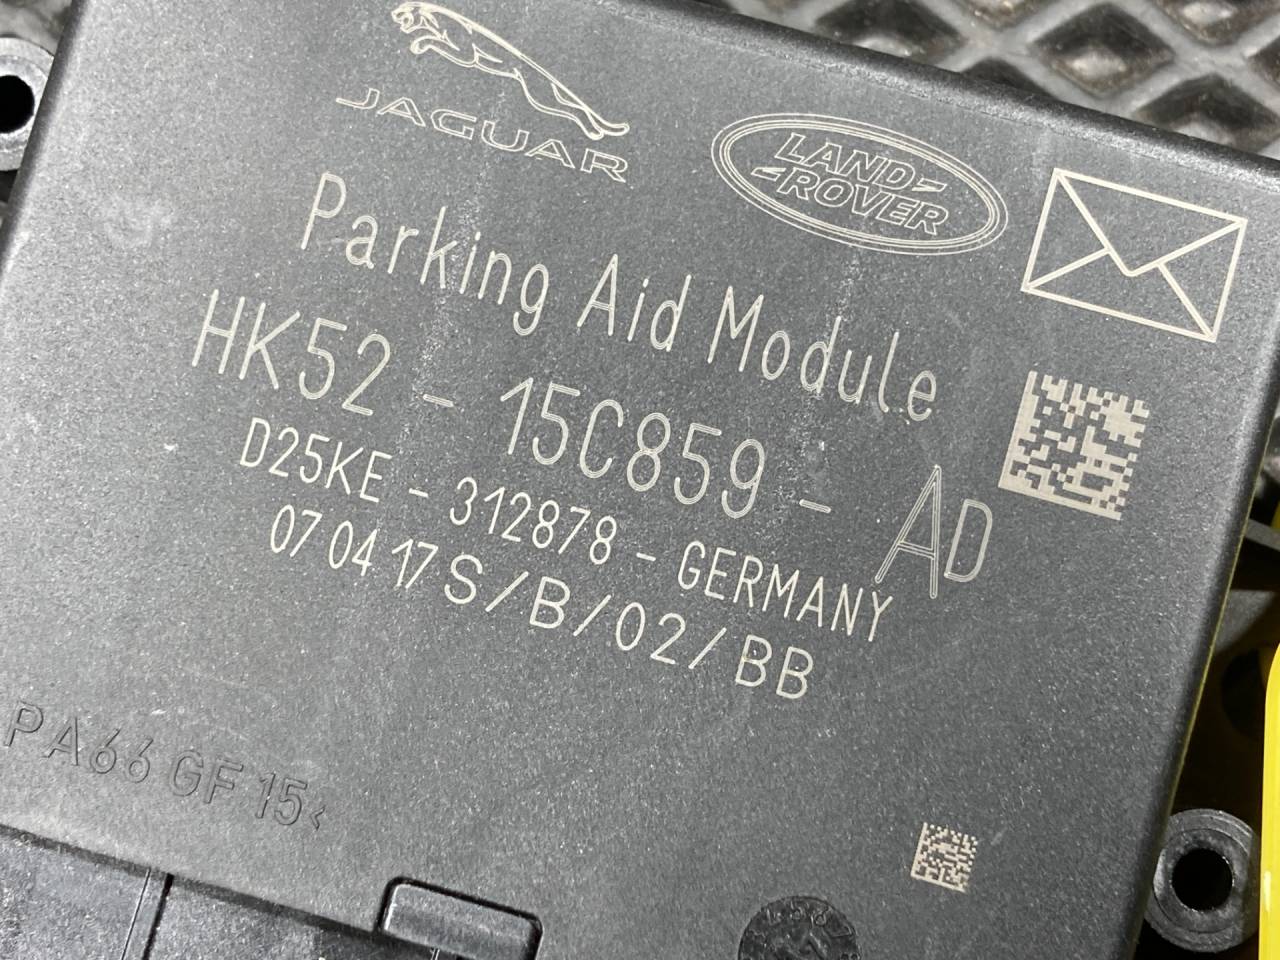 JAGUAR
LAND
ROVER
Parking Aid Module
HK52 - 15C859 - AD
D25KE - 312878 - GERMANY
07 04 17 S/B/02/BB
PA66 GF 15<